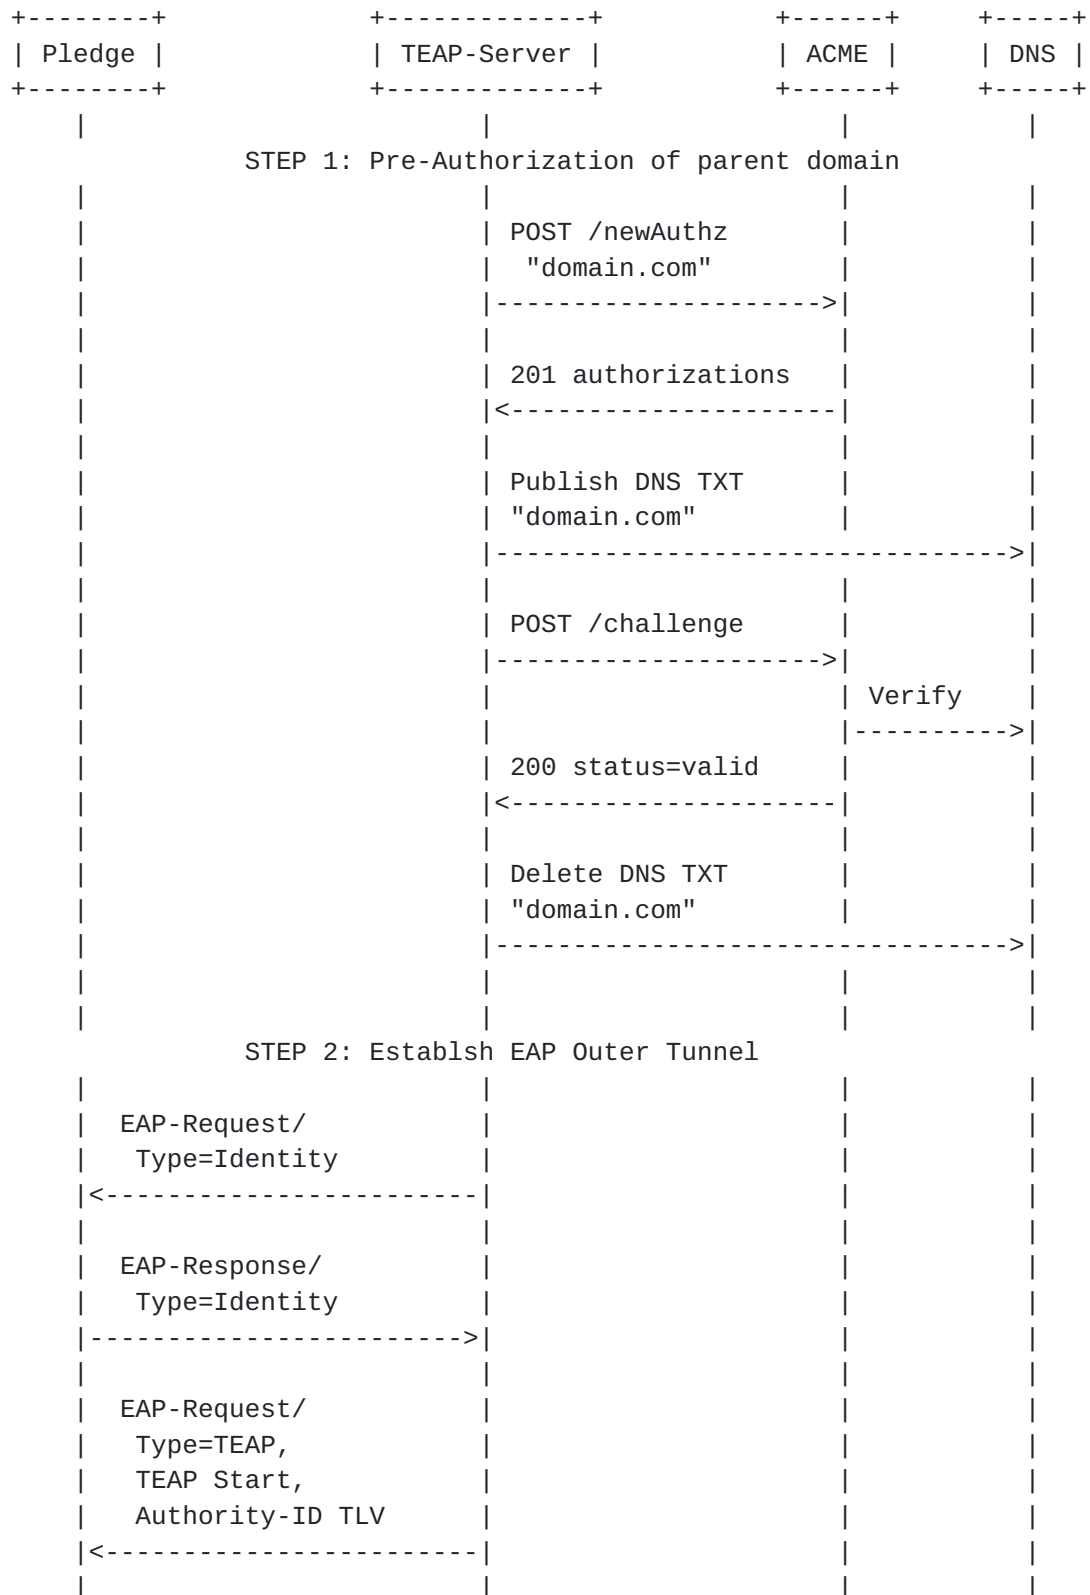 Pledge TEAP-Server ACME DNS
STEP 1: Pre-Authorization of parent domain
POST /newAuthz
"domain.com"
201 authorizations
Publish DNS TXT
"domain.com"
POST /challenge
Verify
200 status=valid
Delete DNS TXT
"domain.com"
STEP 2: Establsh EAP Outer Tunnel
EAP-Request/
Type=Identity
EAP-Response/
Type=Identity
EAP-Request/
Type=TEAP,
TEAP Start,
Authority-ID TLV